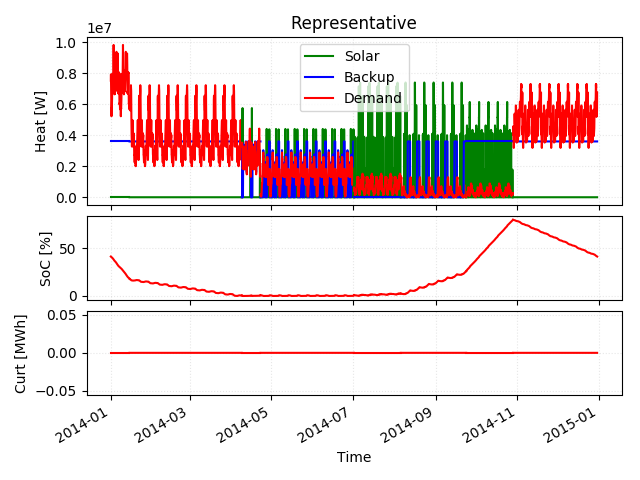 Representative
1e7
1.0
0.8
0.6
0.4
0.2
0.0
Heat [W]
Solar
Backup
Demand
50
0
SoC [%]
0.05
0.00
−0.05
Curt [MWh]
2014-01
2014-03
2014-05
2014-07
2014-09
2014-11
2015-01
Time